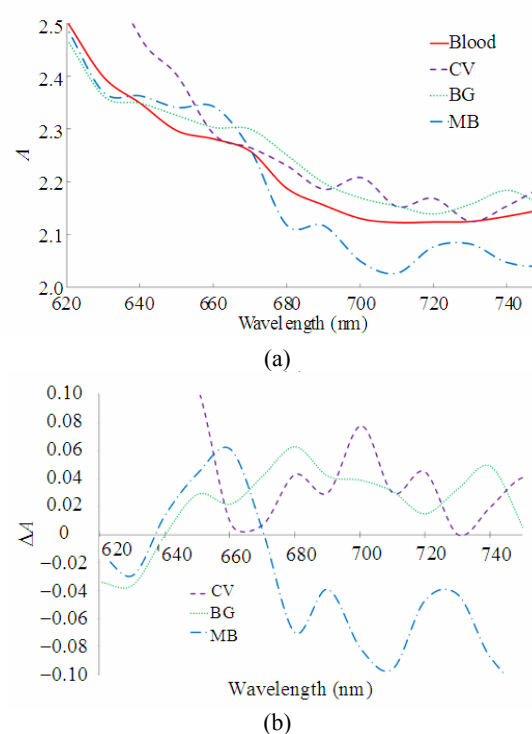 2.5
2.4
2.3
2.2
2.1
2.0
A
Blood
CV
BG
MB
620 640 660 680 700 720 740
Wavelength (nm)
(a)
0.10
0.08
0.06
0.04
0.02
0
−0.02
−0.04
−0.06
−0.08
−0.10
ΔA
620 640 660 680 700 720 740
CV
BG
MB
Wavelength (nm)
(b)